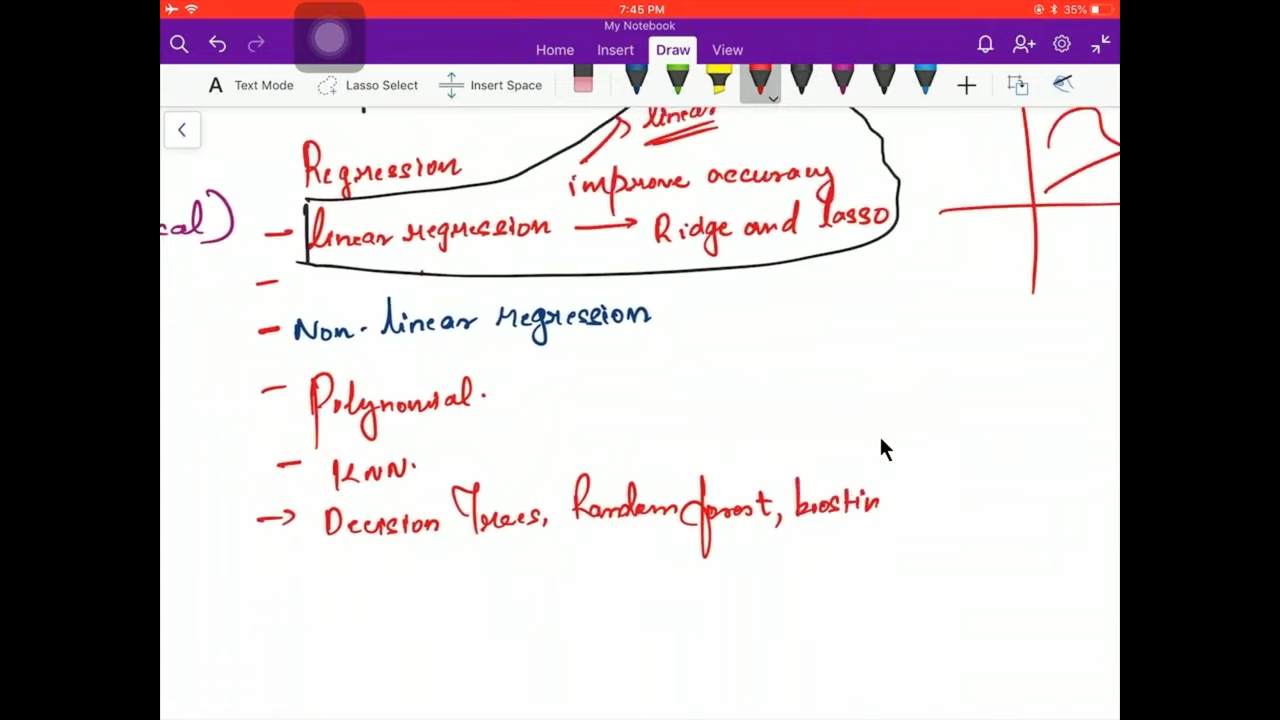 7:45 PM
35%
My Notebook
Home Insert Draw View
A Text Mode Lasso Select Insert Space
linear
Regression
improve accuracy
cal)
- linear regression → Ridge and lasso
-
- Non-linear regression
- Polynomial.
- KNN.
→ Decision Trees, Random forest, boostin